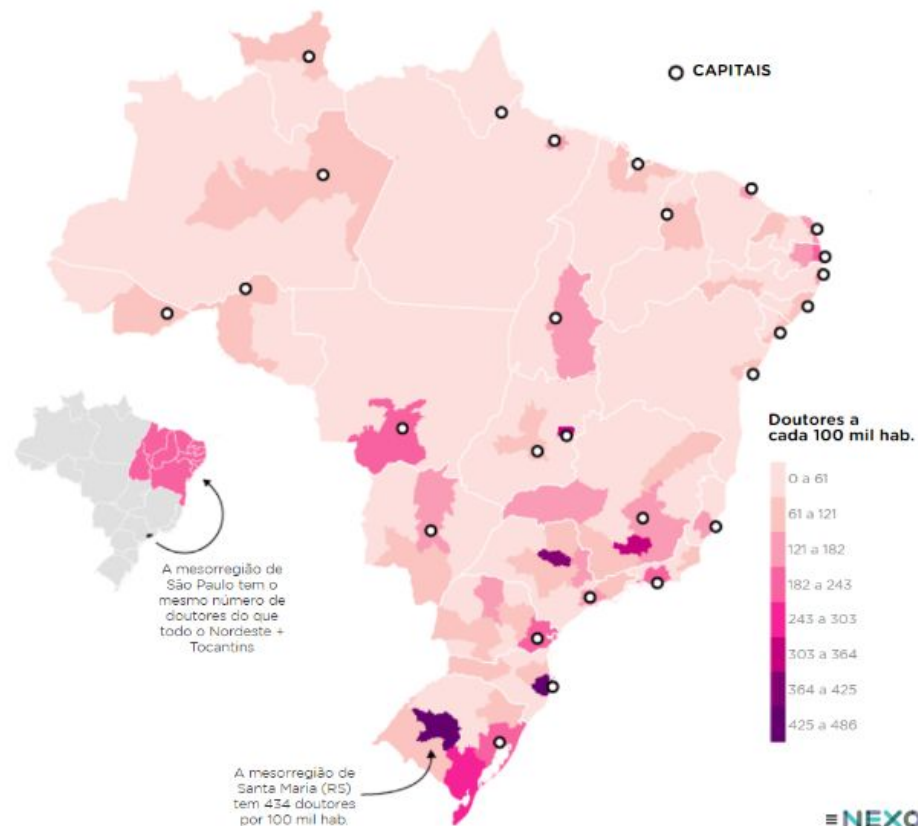 CAPITAIS
Doutores a
cada 100 mil hab.
0 a 61
61 a 121
121 a 182
182 a 243
243 a 303
303 a 364
364 a 425
425 a 486
A mesorregião de
São Paulo tem o
mesmo número de
doutores do que
todo o Nordeste +
Tocantins
A mesorregião de
Santa Maria (RS)
tem 434 doutores
por 100 mil hab.
NEXO